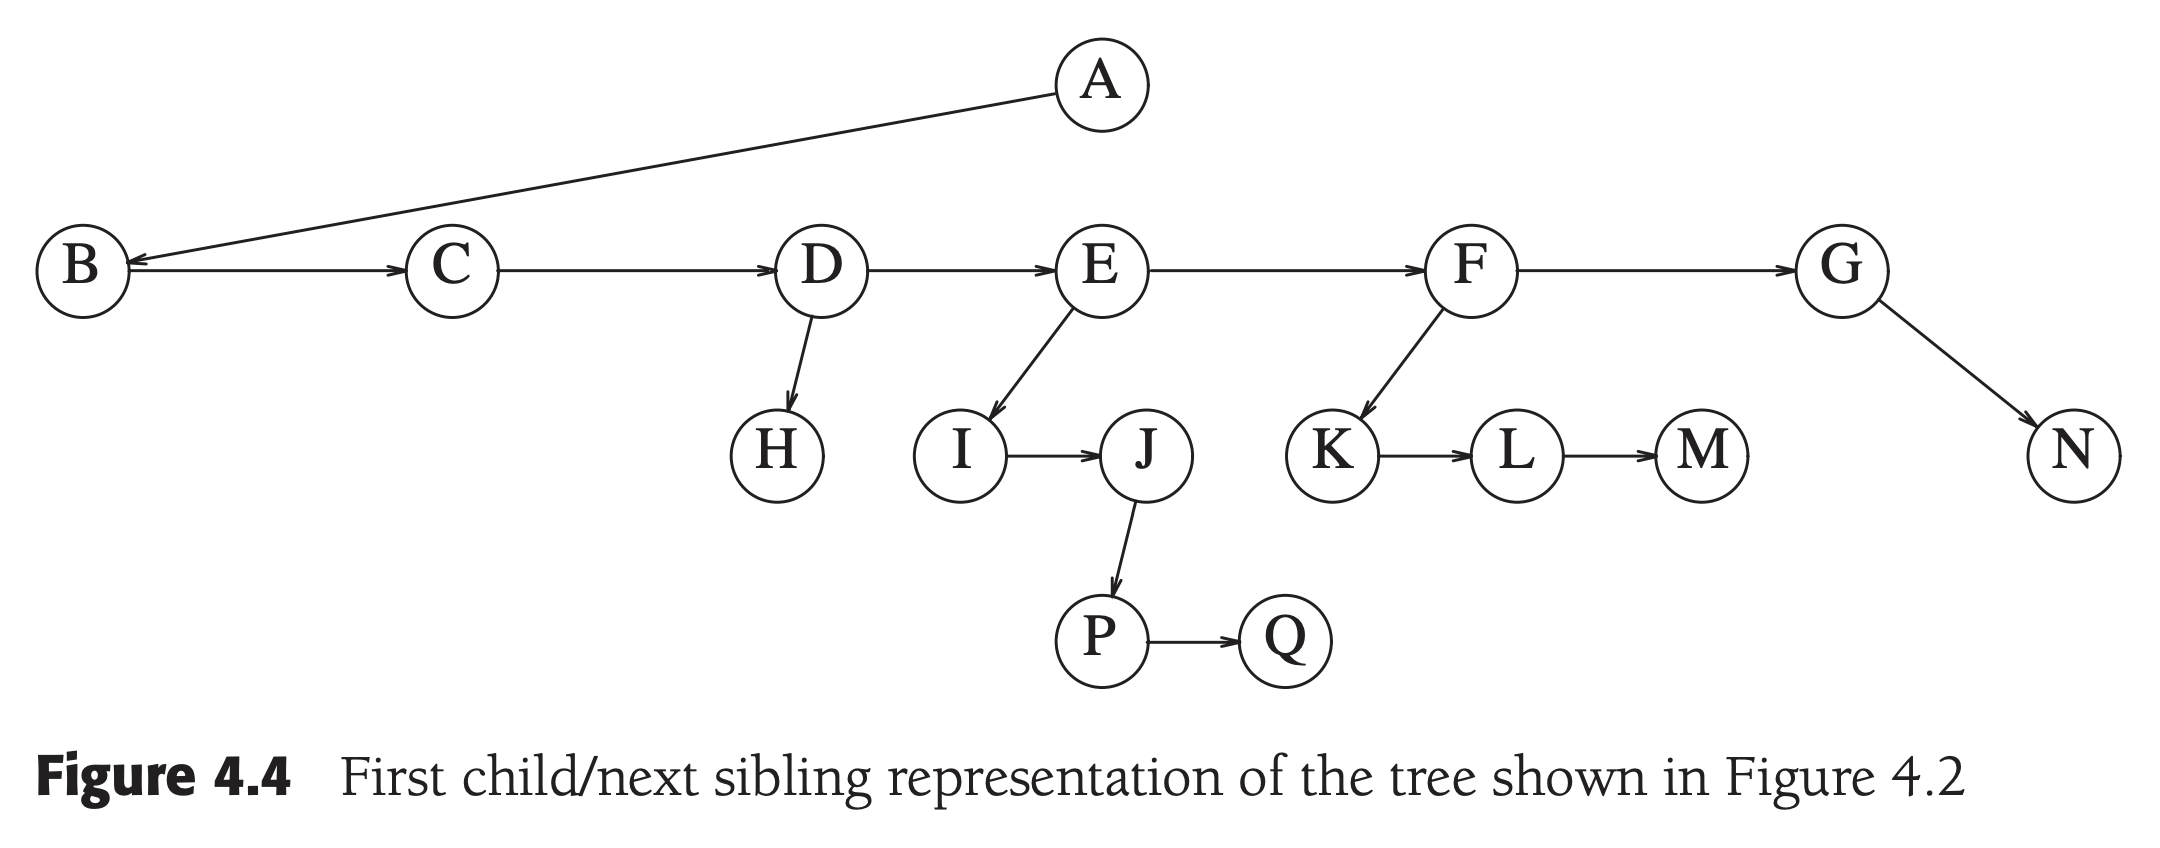 A
B C D E F G
H I J K L M N
P Q
Figure 4.4 First child/next sibling representation of the tree shown in Figure 4.2